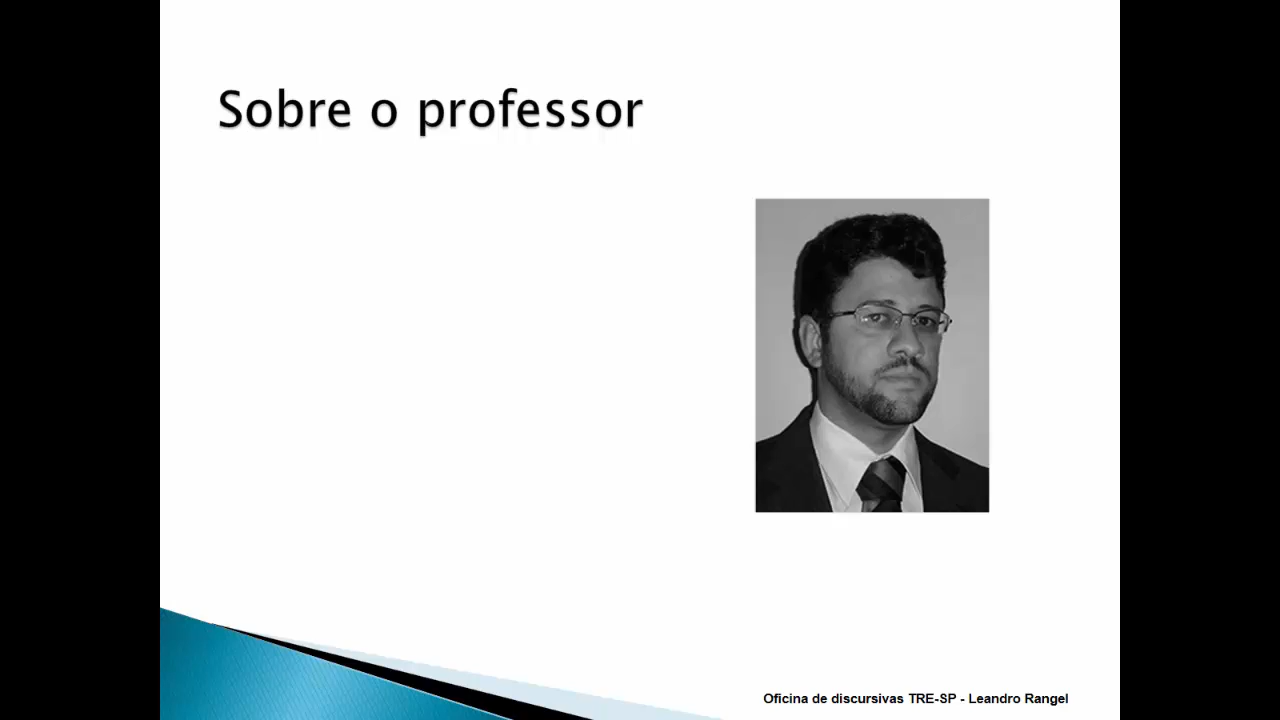 Sobre o professor
Oficina de discursivas TRE-SP - Leandro Rangel